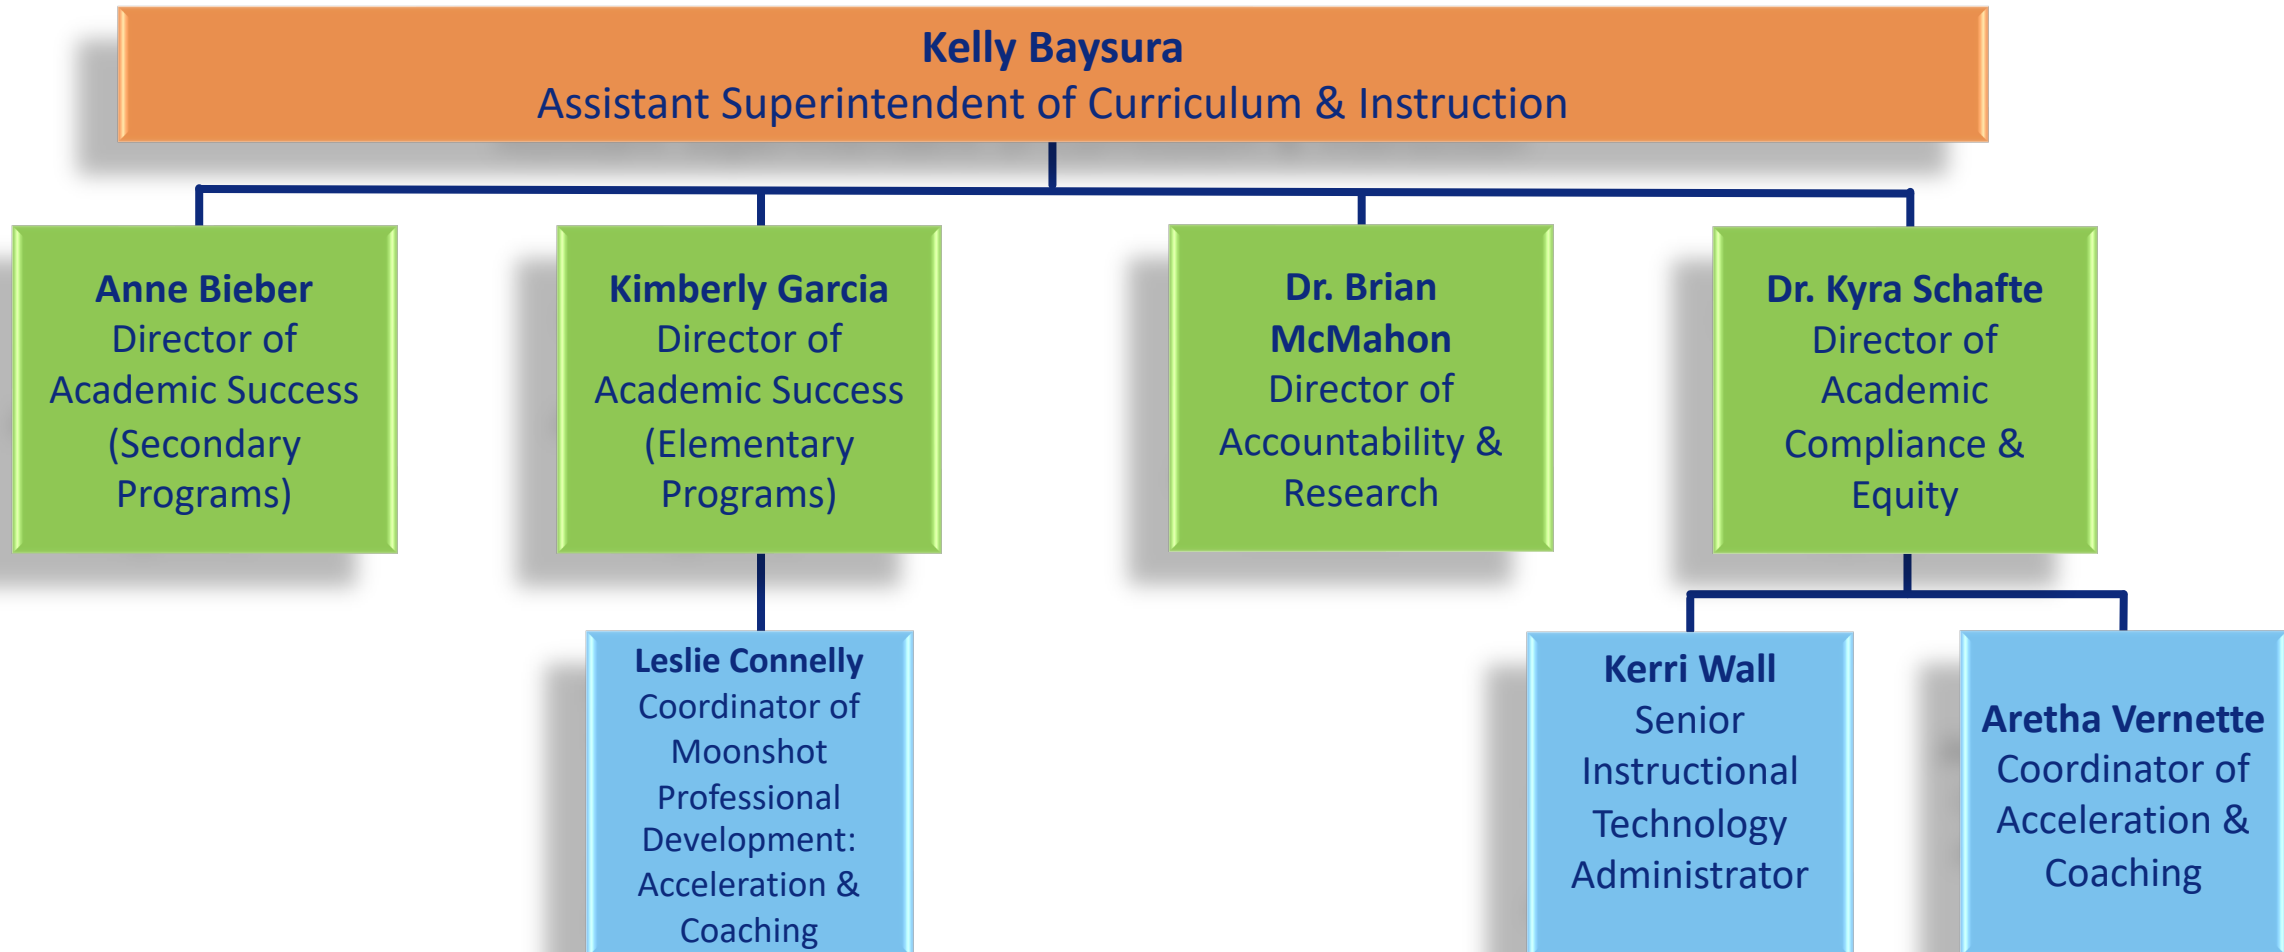 Kelly Baysura
Assistant Superintendent of Curriculum & Instruction
Anne Bieber
Director of
Academic Success
(Secondary
Programs)
Kimberly Garcia
Director of
Academic Success
(Elementary
Programs)
Dr. Brian
McMahon
Director of
Accountability &
Research
Dr. Kyra Schafte
Director of
Academic
Compliance &
Equity
Leslie Connelly
Coordinator of
Moonshot
Professional
Development:
Acceleration &
Coaching
Kerri Wall
Senior
Instructional
Technology
Administrator
Aretha Vernette
Coordinator of
Acceleration &
Coaching